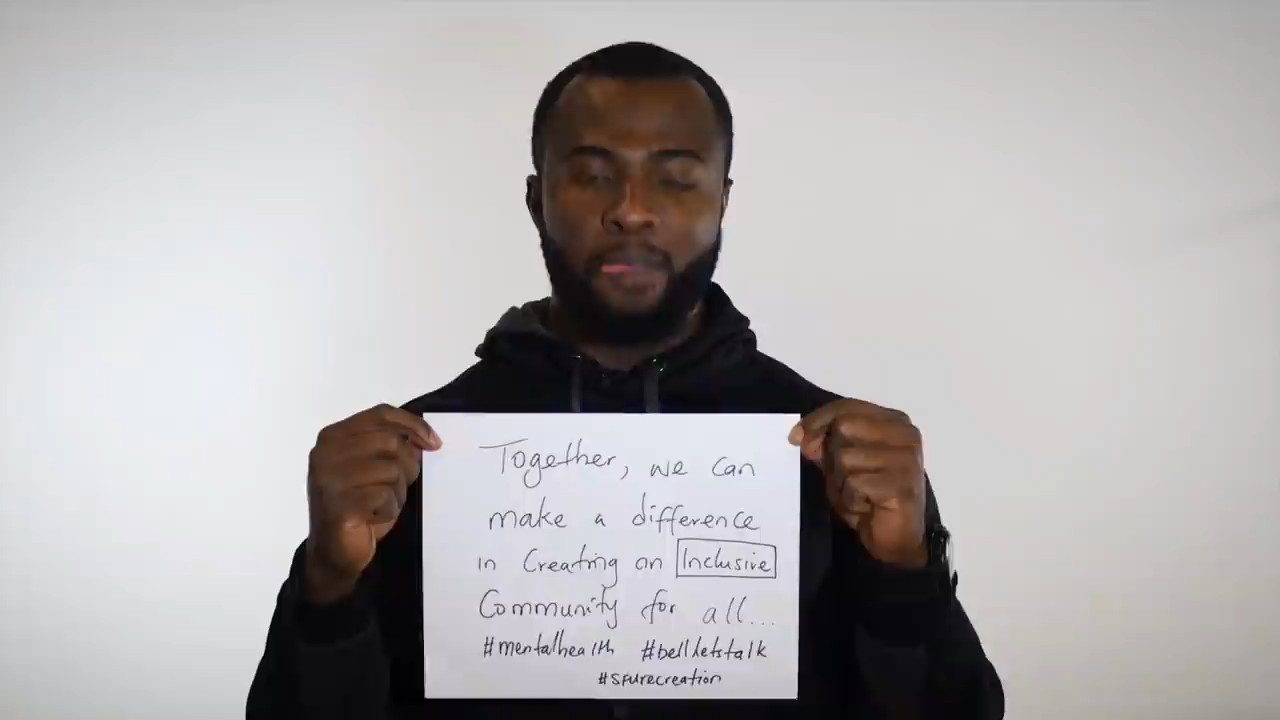 Together, we can
make a difference
in Creating an Inclusive
Community for all...
#mentalhealth #bellletstalk
#sfurecreation